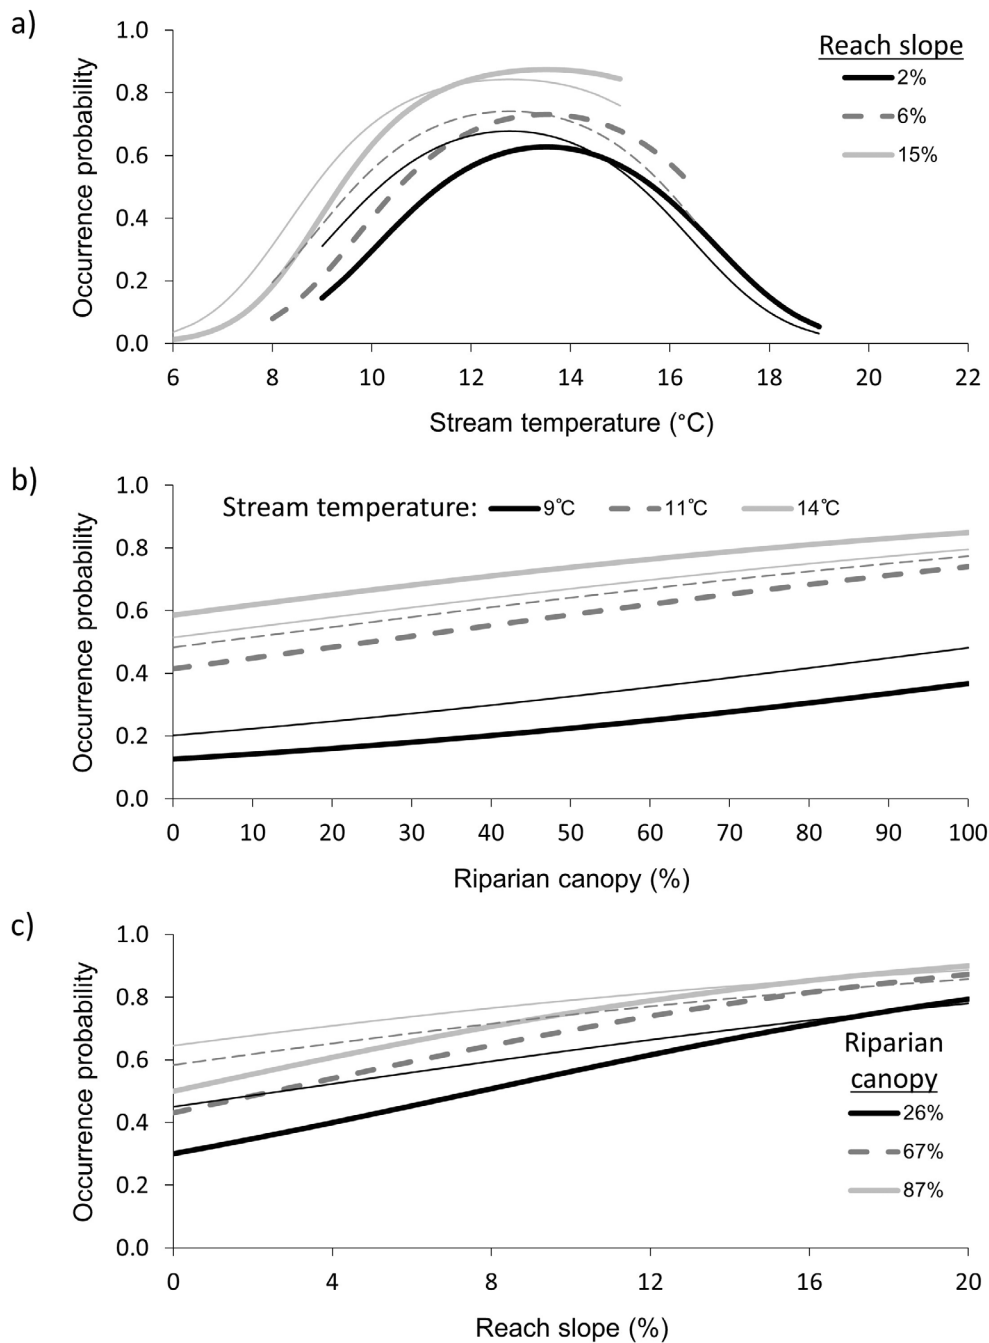 a)
Occurrence probability
1.0
0.8
0.6
0.4
0.2
0.0
6 8 10 12 14 16 18 20 22
Stream temperature (°C)
Reach slope
2%
6%
15%
b)
Occurrence probability
1.0
0.8
0.6
0.4
0.2
0.0
Stream temperature: 9°C 11°C 14°C
0 10 20 30 40 50 60 70 80 90 100
Riparian canopy (%)
c)
Occurrence probability
1.0
0.8
0.6
0.4
0.2
0.0
Riparian
canopy
26%
67%
87%
0 4 8 12 16 20
Reach slope (%)